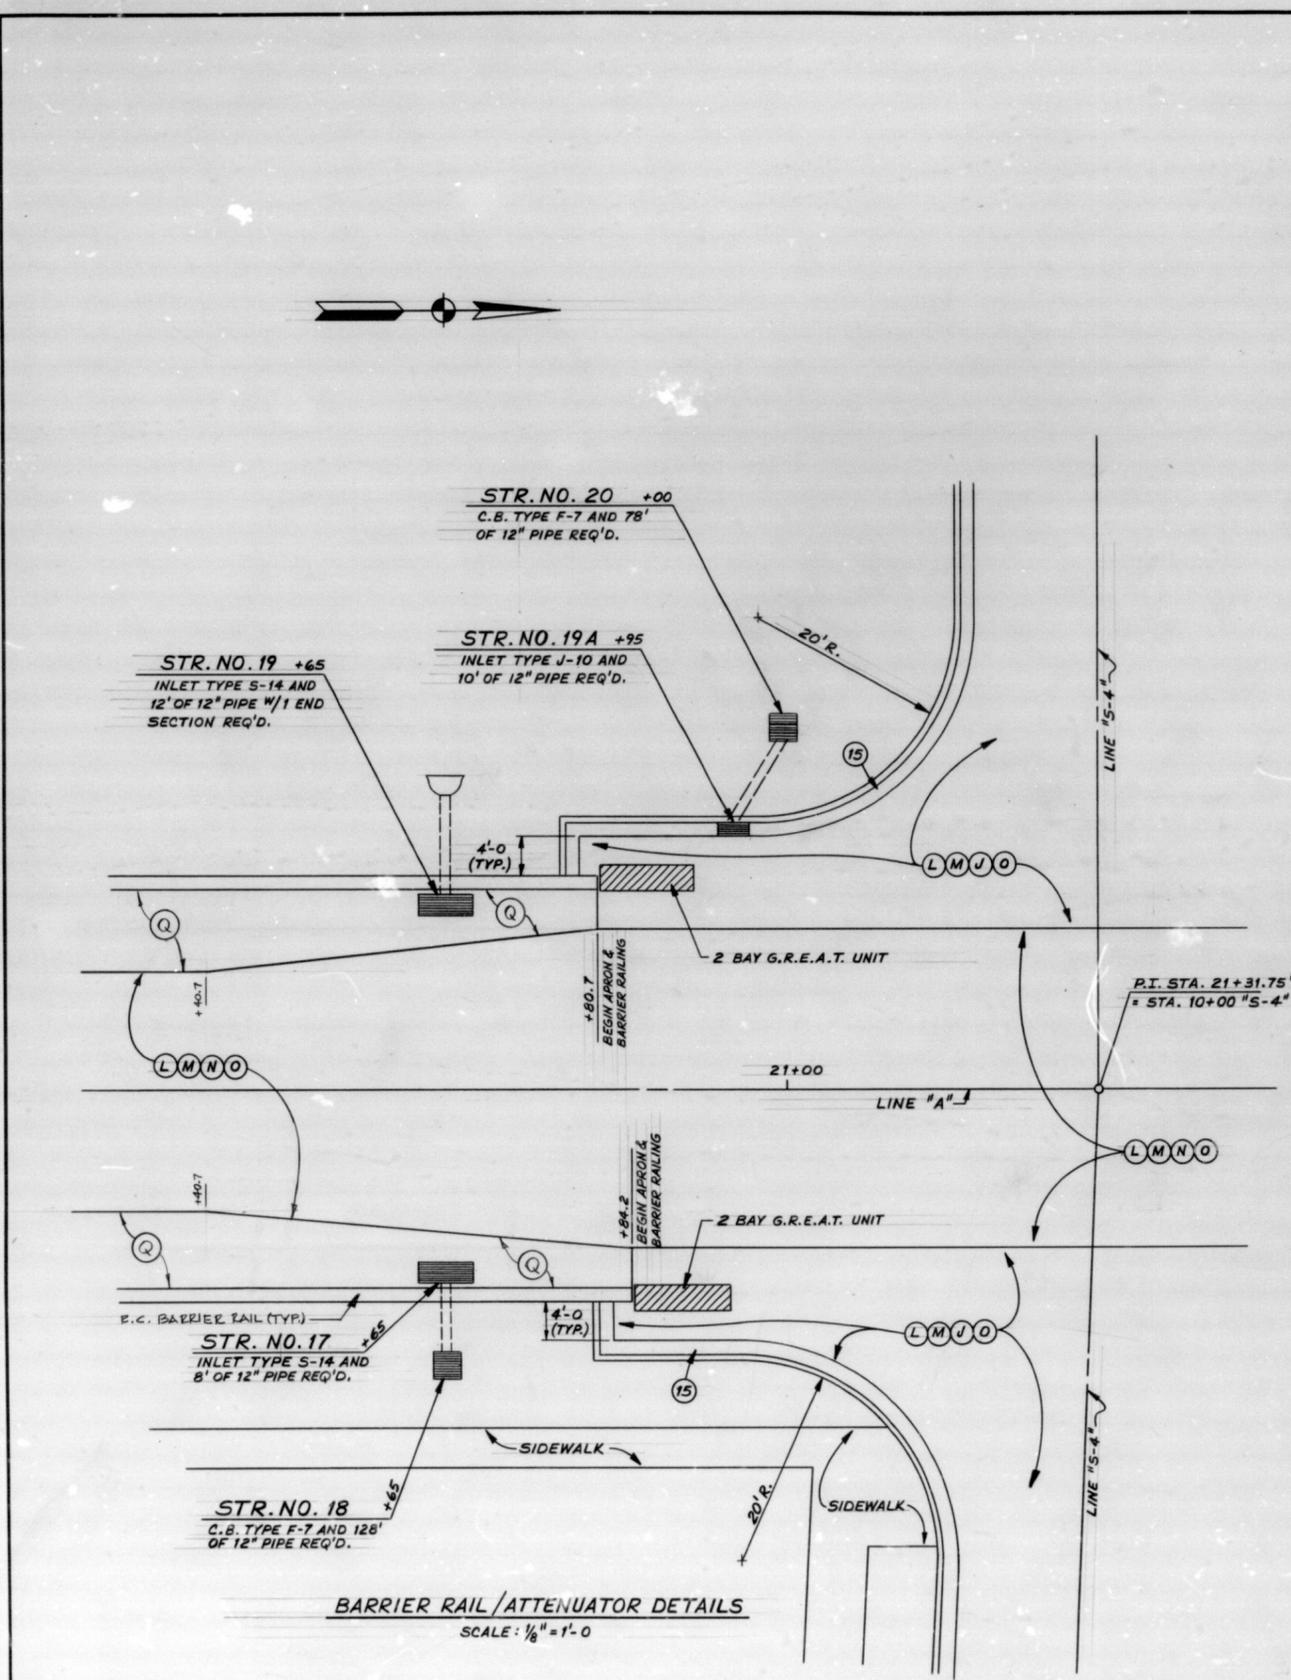 STR. NO. 20 +00
C.B. TYPE F-7 AND 78'
OF 12" PIPE REQ'D.
STR. NO. 19A +95
INLET TYPE J-10 AND
10' OF 12" PIPE REQ'D.
STR. NO. 19 +65
INLET TYPE S-14 AND
12' OF 12" PIPE W/1 END
SECTION REQ'D.
20' R.
LINE "S-4"
15
4'-0
(TYP.)
L M J O
Q
Q
2 BAY G.R.E.A.T. UNIT
+40.7
+80.7
BEGIN APRON &
BARRIER RAILING
P.I. STA. 21+31.75
= STA. 10+00 "S-4"
L M N O
21+00
LINE "A"
L M N O
+40.7
+84.2
BEGIN APRON &
BARRIER RAILING
2 BAY G.R.E.A.T. UNIT
Q
Q
R.C. BARRIER RAIL (TYP.)
4'-0
(TYP.)
L M J O
STR. NO. 17 +65
INLET TYPE S-14 AND
8' OF 12" PIPE REQ'D.
15
SIDEWALK
LINE "S-4"
STR. NO. 18 +65
C.B. TYPE F-7 AND 128'
OF 12" PIPE REQ'D.
20' R.
SIDEWALK
BARRIER RAIL/ATTENUATOR DETAILS
SCALE: 1/8" = 1'-0